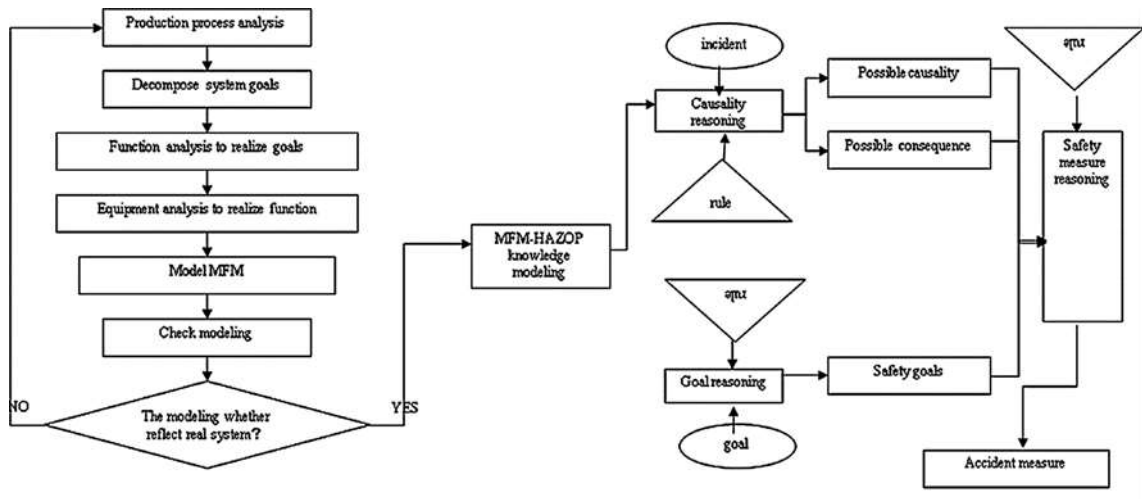 Production process analysis
Decompose system goals
Function analysis to realize goals
Equipment analysis to realize function
Model MFM
Check modeling
NO
The modeling whether
reflect real system?
YES
MFM-HAZOP
knowledge
modeling
incident
Causality
reasoning
rule
Possible causality
Possible consequence
rule
Goal reasoning
goal
Safety goals
rule
Safety
measure
reasoning
Accident measure